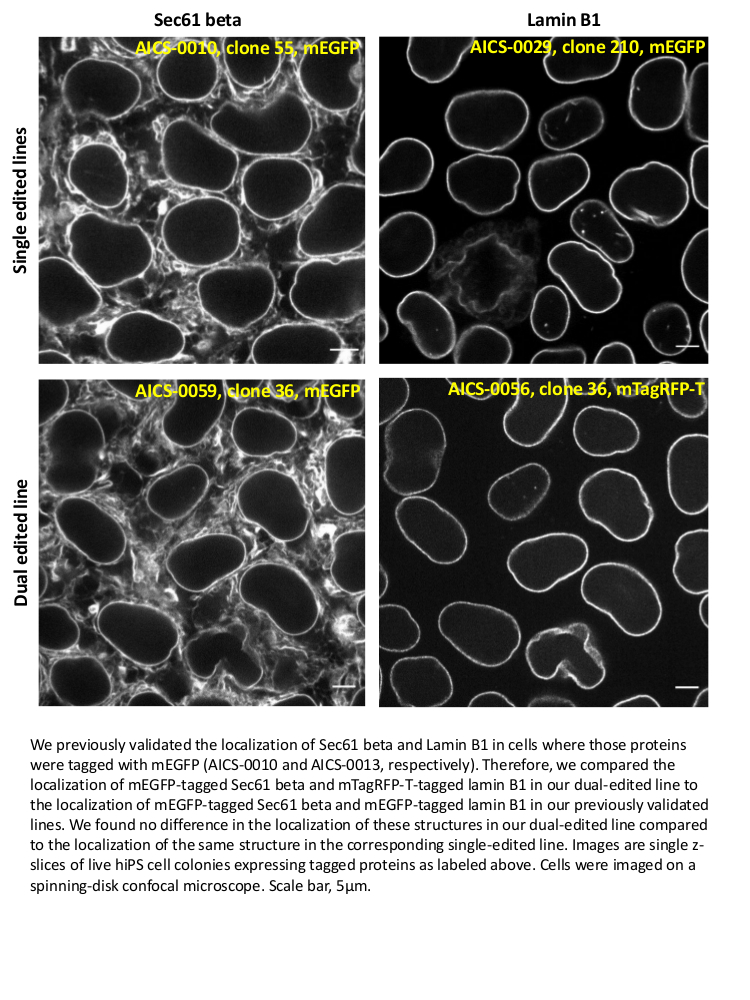 Sec61 beta
Lamin B1
Single edited lines
AICS-0010, clone 55, mEGFP
AICS-0029, clone 210, mEGFP
Dual edited line
AICS-0059, clone 36, mEGFP
AICS-0056, clone 36, mTagRFP-T
We previously validated the localization of Sec61 beta and Lamin B1 in cells where those proteins
were tagged with mEGFP (AICS-0010 and AICS-0013, respectively). Therefore, we compared the
localization of mEGFP-tagged Sec61 beta and mTagRFP-T-tagged lamin B1 in our dual-edited line to
the localization of mEGFP-tagged Sec61 beta and mEGFP-tagged lamin B1 in our previously validated
lines. We found no difference in the localization of these structures in our dual-edited line compared
to the localization of the same structure in the corresponding single-edited line. Images are single z-
slices of live hiPS cell colonies expressing tagged proteins as labeled above. Cells were imaged on a
spinning-disk confocal microscope. Scale bar, 5μm.